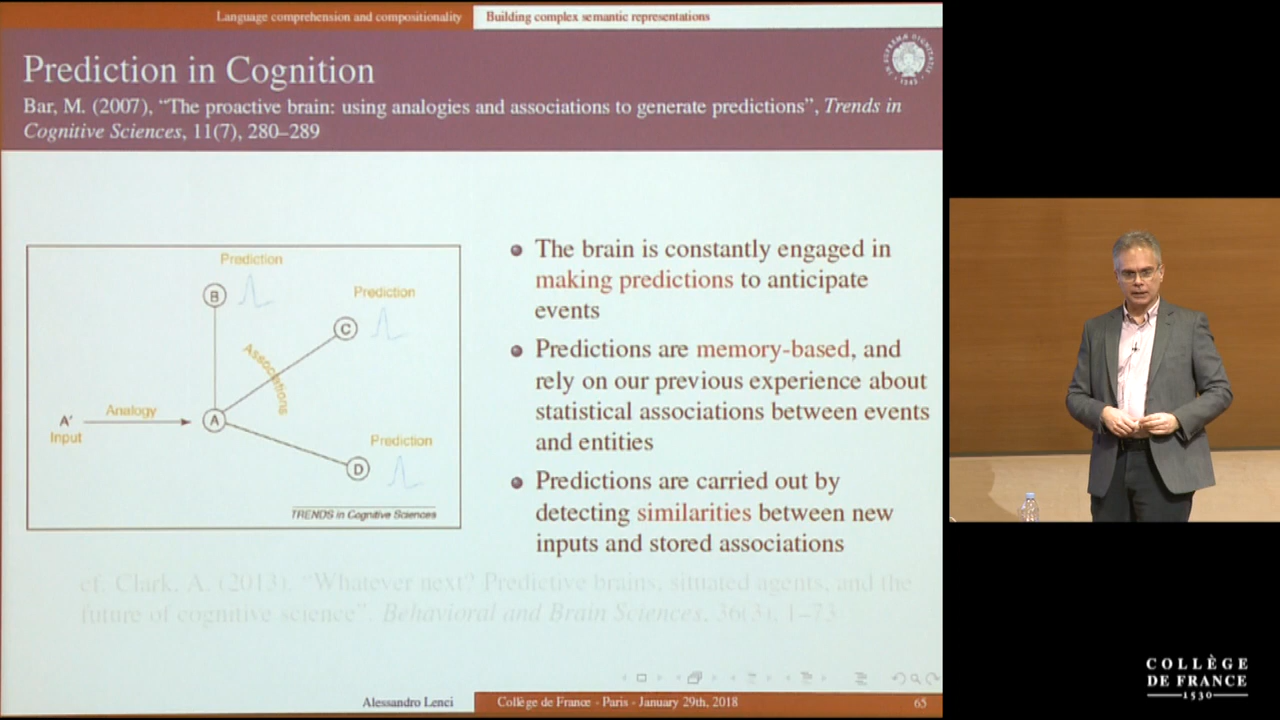 Language comprehension and compositionality
Building complex semantic representations
Prediction in Cognition
Bar, M. (2007), “The proactive brain: using analogies and associations to generate predictions”, Trends in
Cognitive Sciences, 11(7), 280–289
Prediction
B
Prediction
C
Associations
A'
Input
Analogy
A
Prediction
D
TRENDS in Cognitive Sciences
The brain is constantly engaged in
making predictions to anticipate
events
Predictions are memory-based, and
rely on our previous experience about
statistical associations between events
and entities
Predictions are carried out by
detecting similarities between new
inputs and stored associations
cf. Clark, A. (2013). “Whatever next? Predictive brains, situated agents, and the
future of cognitive science”. Behavioral and Brain Sciences, 36(3), 1–73
Alessandro Lenci
Collège de France - Paris - January 29th, 2018
65
COLLÈGE
DE FRANCE
1530